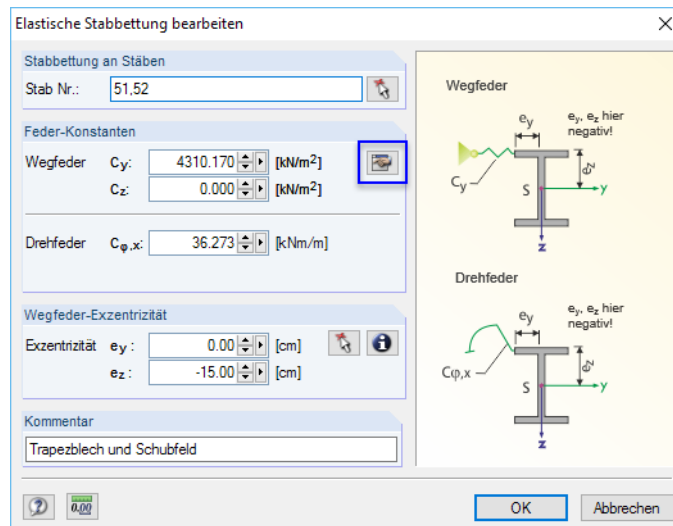 Elastische Stabbettung bearbeiten
Stabbettung an Stäben
Stab Nr.: 51,52
Feder-Konstanten
Wegfeder Cy: 4310.170 [kN/m²]
Cz: 0.000 [kN/m²]
Drehfeder Cφ,x: 36.273 [kNm/m]
Wegfeder-Exzentrizität
Exzentrizität ey: 0.00 [cm]
ez: -15.00 [cm]
Kommentar
Trapezblech und Schubfeld
Wegfeder
ey
ey, ez hier
negativ!
ez
Cy
S
y
z
Drehfeder
ey
ey, ez hier
negativ!
ez
Cφ,x
S
y
z
0.00
OK Abbrechen